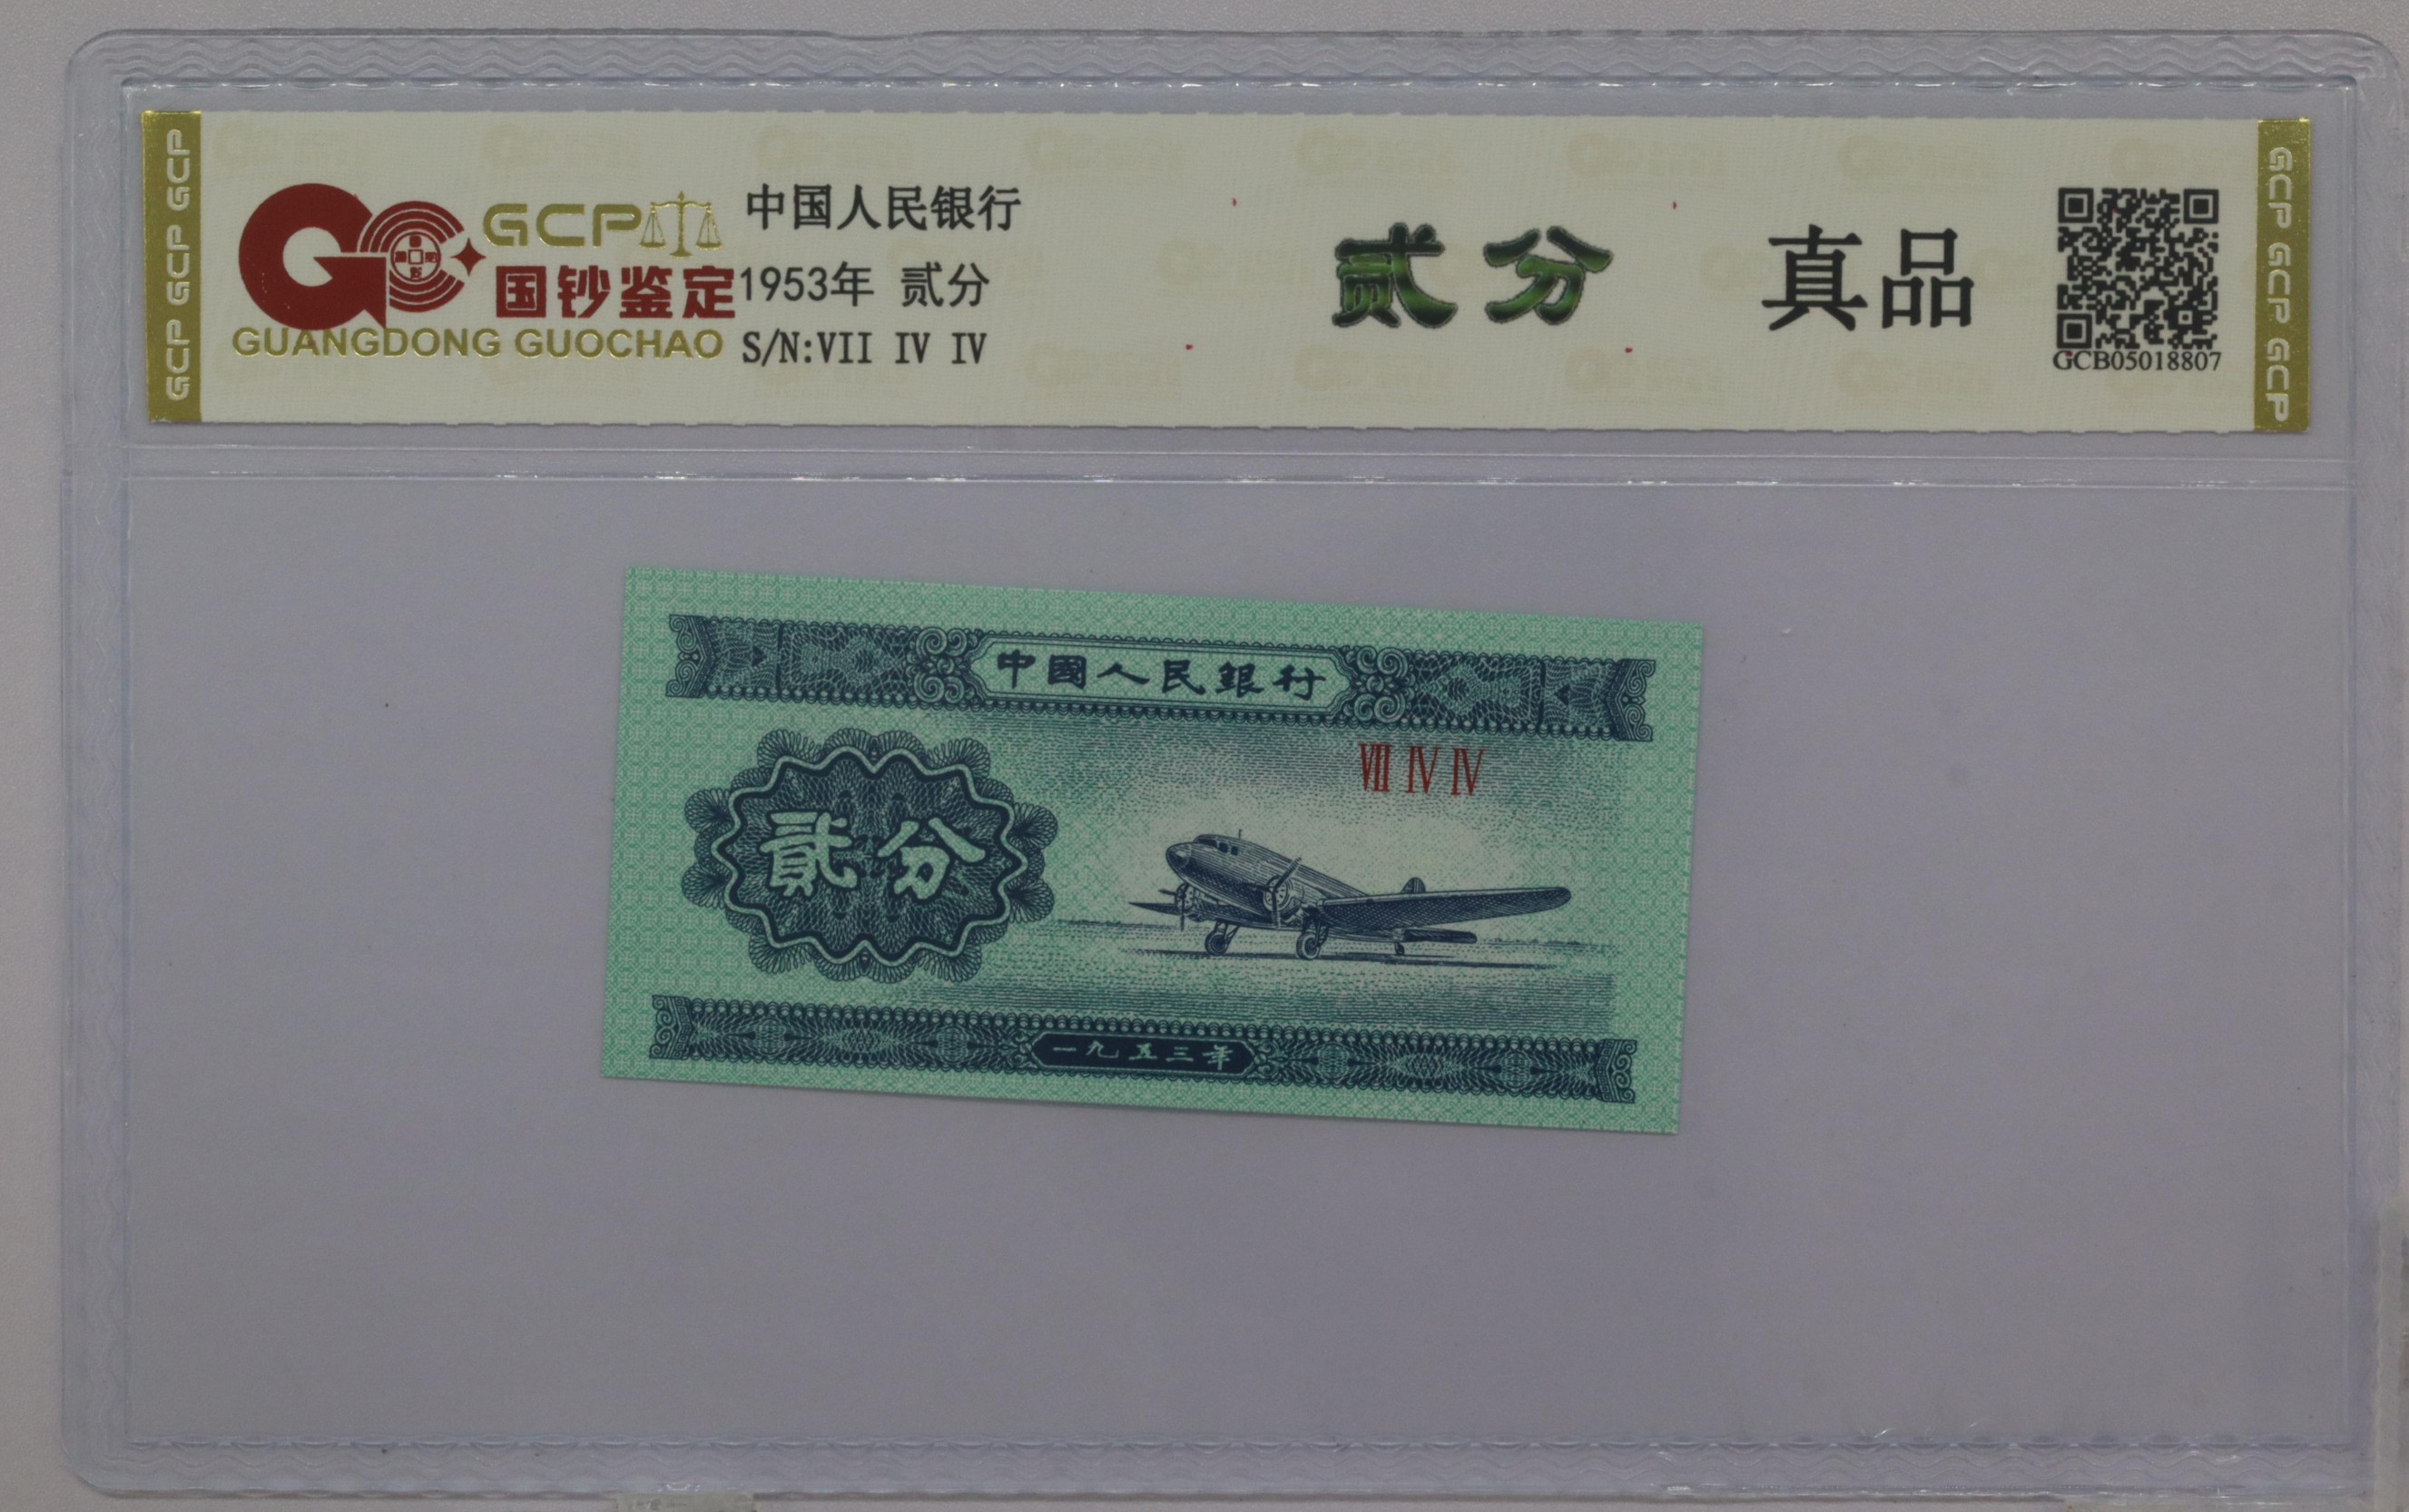 GCP GCP GCP
GCP
国钞鉴定
GUANGDONG GUOCHAO
中国人民银行
1953年 贰分
S/N:VII IV IV
贰分
真品
GCB05018807
GCP GCP GCP
中國人民銀行
VII IV IV
貳分
一九五三年